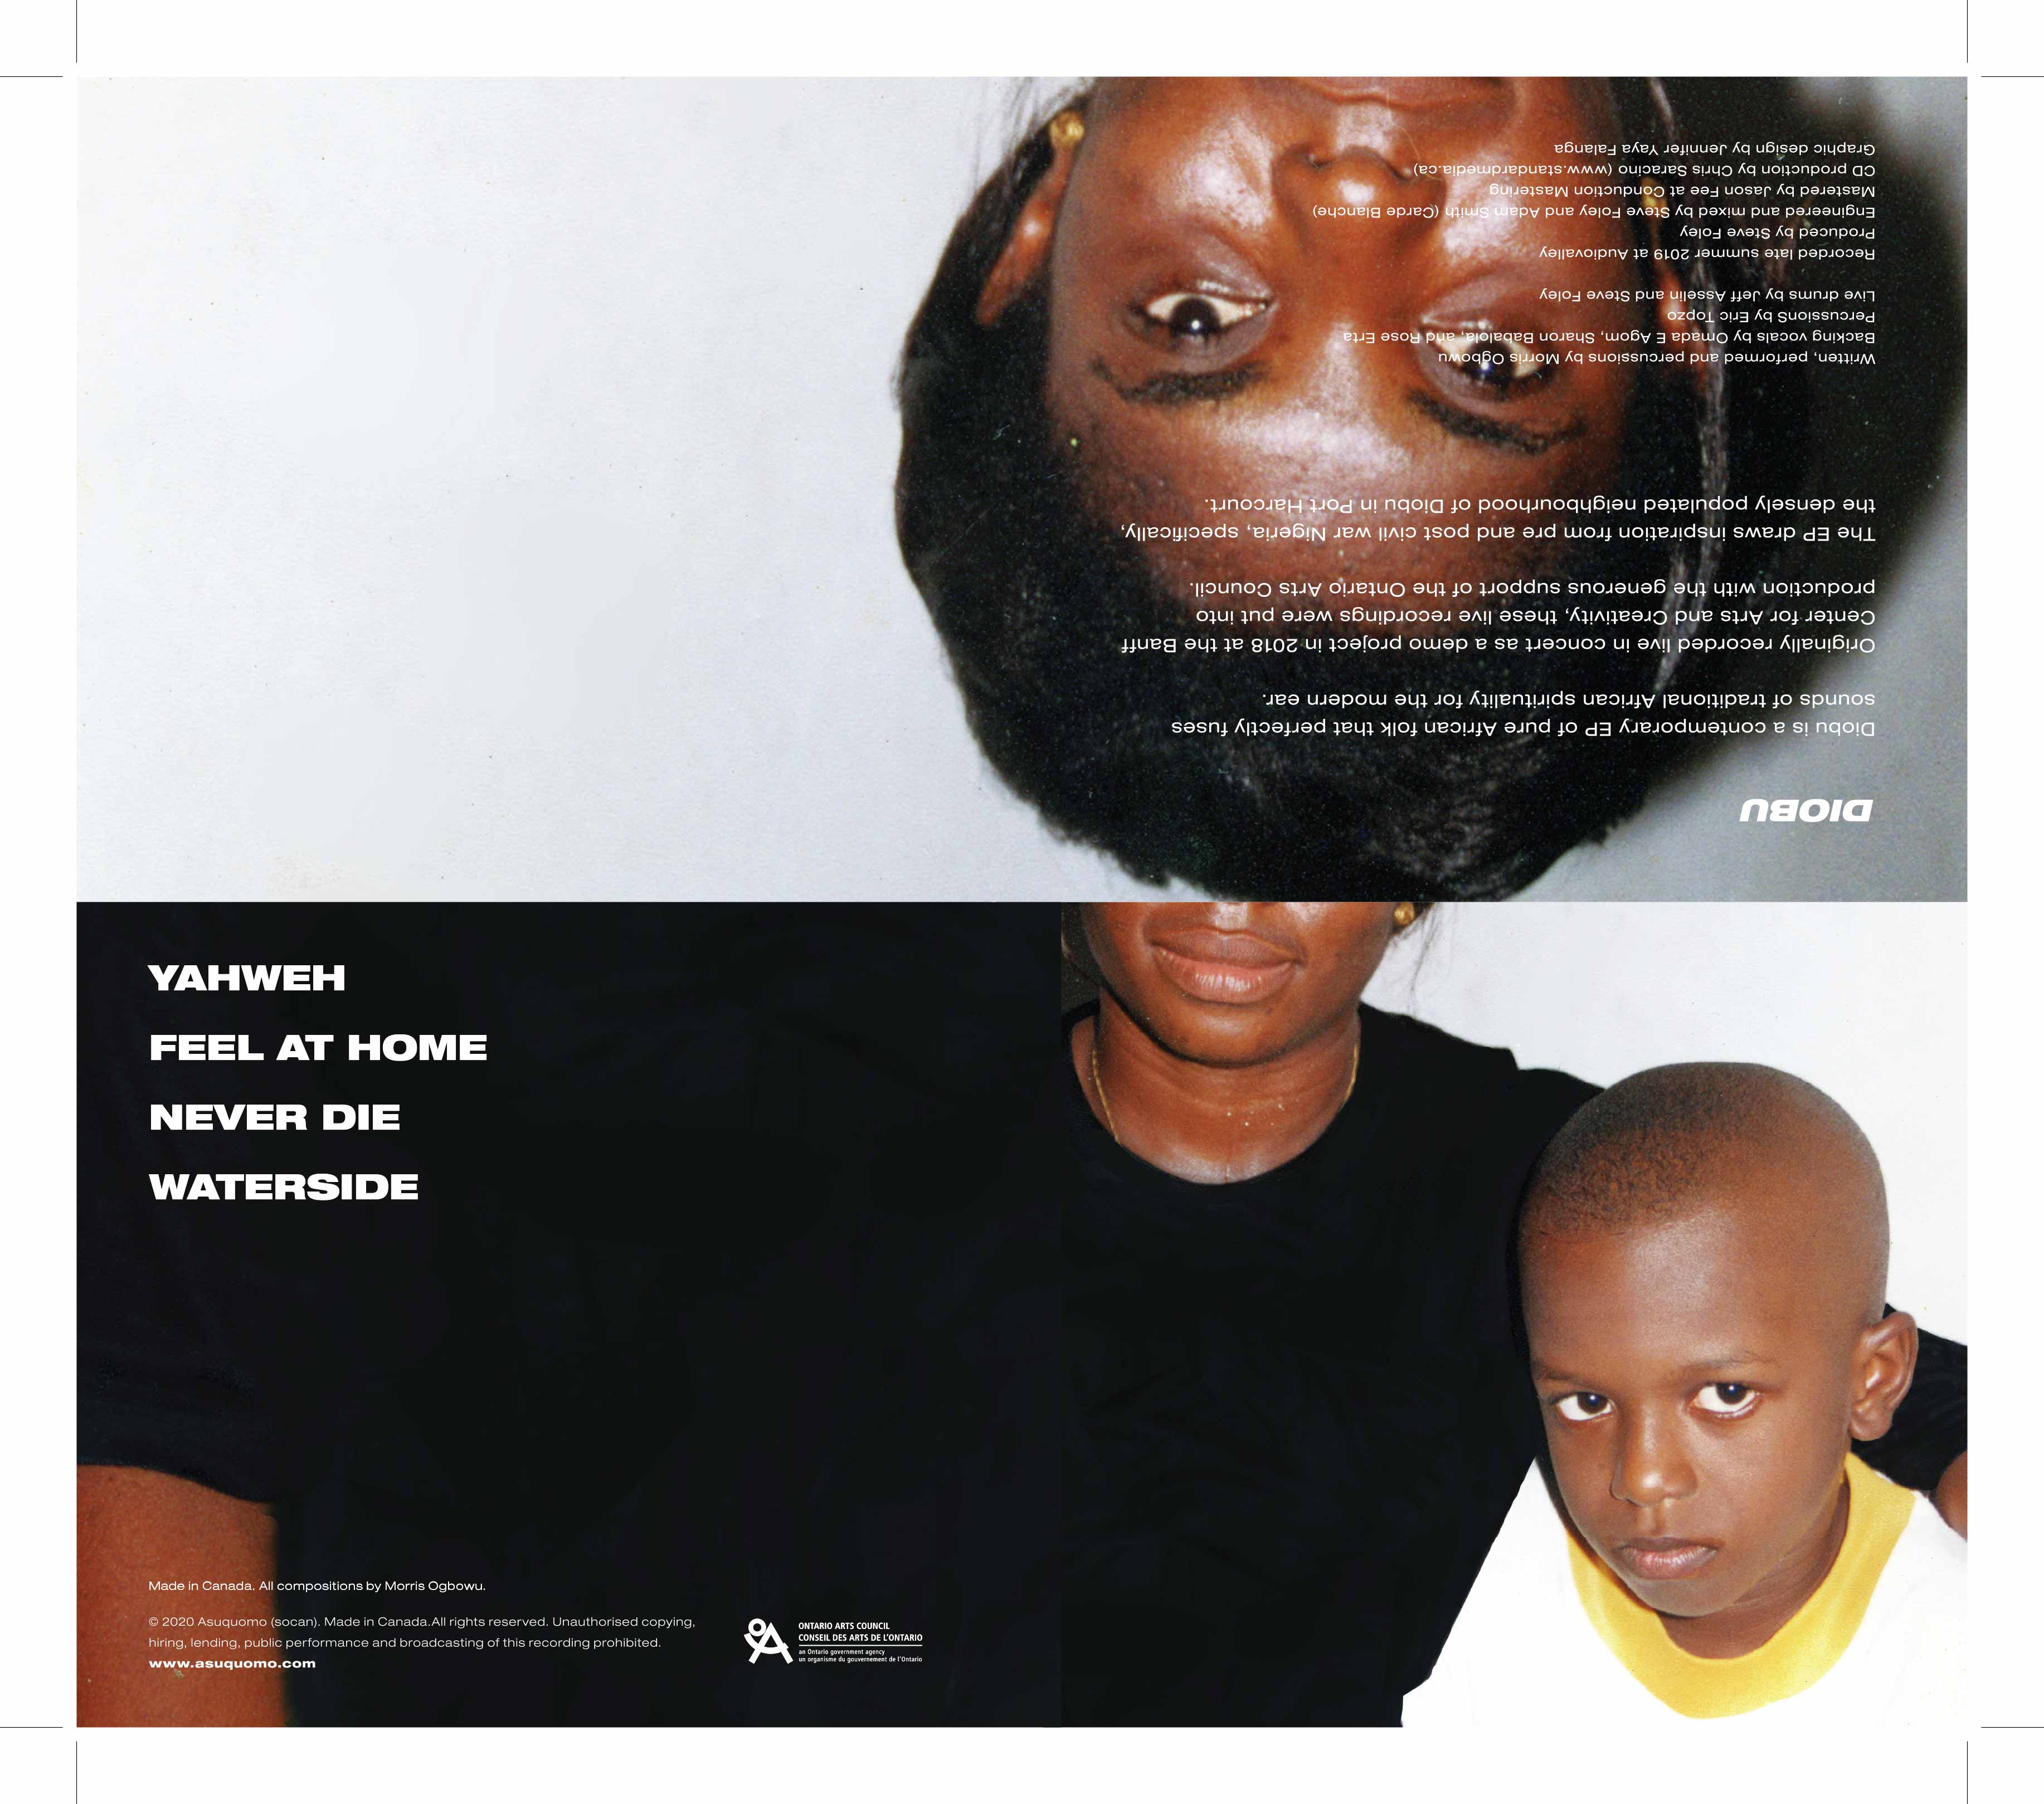 DIOBU
Diobu is a contemporary EP of pure African folk that perfectly fuses
sounds of traditional African spirituality for the modern ear.
Originally recorded live in concert as a demo project in 2018 at the Banff
Center for Arts and Creativity, these live recordings were put into
production with the generous support of the Ontario Arts Council.
The EP draws inspiration from pre and post civil war Nigeria, specifically,
the densely populated neighbourhood of Diobu in Port Harcourt.
Written, performed and percussions by Morris Ogbowu
Backing vocals by Omada E Agom, Sharon Babalola, and Rose Erta
PercussionS by Eric Topzo
Live drums by Jeff Asselin and Steve Foley
Recorded late summer 2019 at Audiovalley
Produced by Steve Foley
Engineered and mixed by Steve Foley and Adam Smith (Carde Blanche)
Mastered by Jason Fee at Conduction Mastering
CD production by Chris Saracino (www.standardmedia.ca)
Graphic design by Jennifer Yaya Falanga
YAHWEH
FEEL AT HOME
NEVER DIE
WATERSIDE
Made in Canada. All compositions by Morris Ogbowu.
© 2020 Asuquomo (socan). Made in Canada.All rights reserved. Unauthorised copying,
hiring, lending, public performance and broadcasting of this recording prohibited.
www.asuquomo.com
ONTARIO ARTS COUNCIL
CONSEIL DES ARTS DE L'ONTARIO
an Ontario government agency
un organisme du gouvernement de l'Ontario